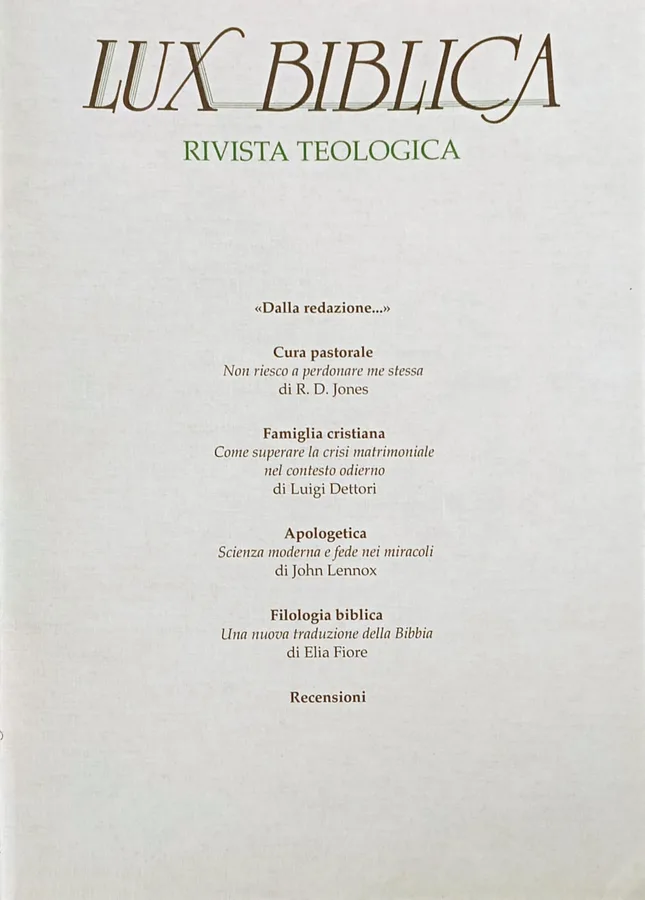 LUX BIBLICA
RIVISTA TEOLOGICA
«Dalla redazione...»
Cura pastorale
Non riesco a perdonare me stessa
di R. D. Jones
Famiglia cristiana
Come superare la crisi matrimoniale
nel contesto odierno
di Luigi Dettori
Apologetica
Scienza moderna e fede nei miracoli
di John Lennox
Filologia biblica
Una nuova traduzione della Bibbia
di Elia Fiore
Recensioni